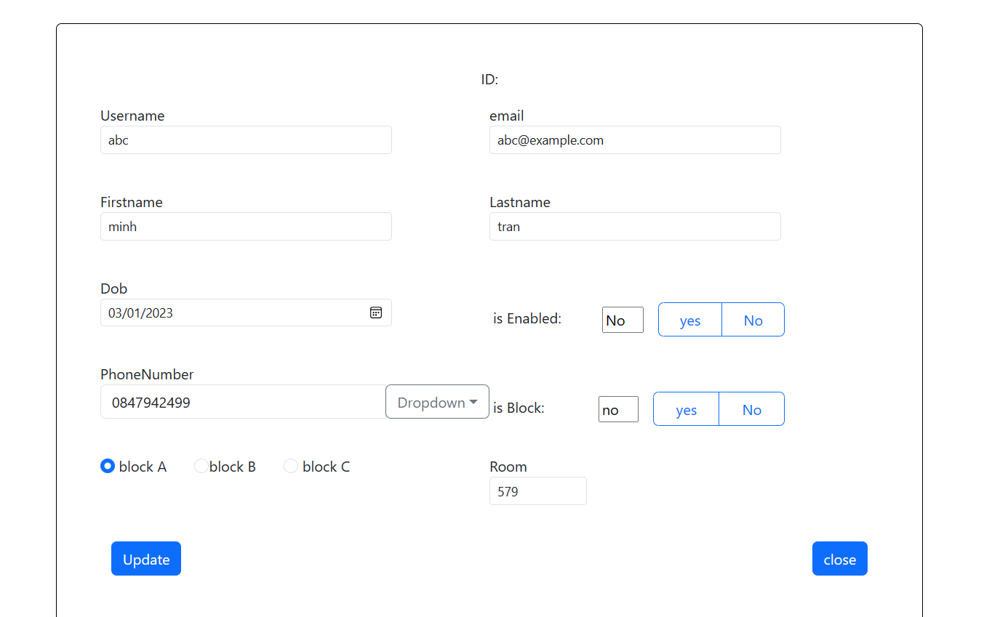 ID:
Username
email
abc
abc@example.com
Firstname
Lastname
minh
tran
Dob
03/01/2023
is Enabled:
No
yes
No
PhoneNumber
0847942499
Dropdown
is Block:
no
yes
No
block A
block B
block C
Room
579
Update
close